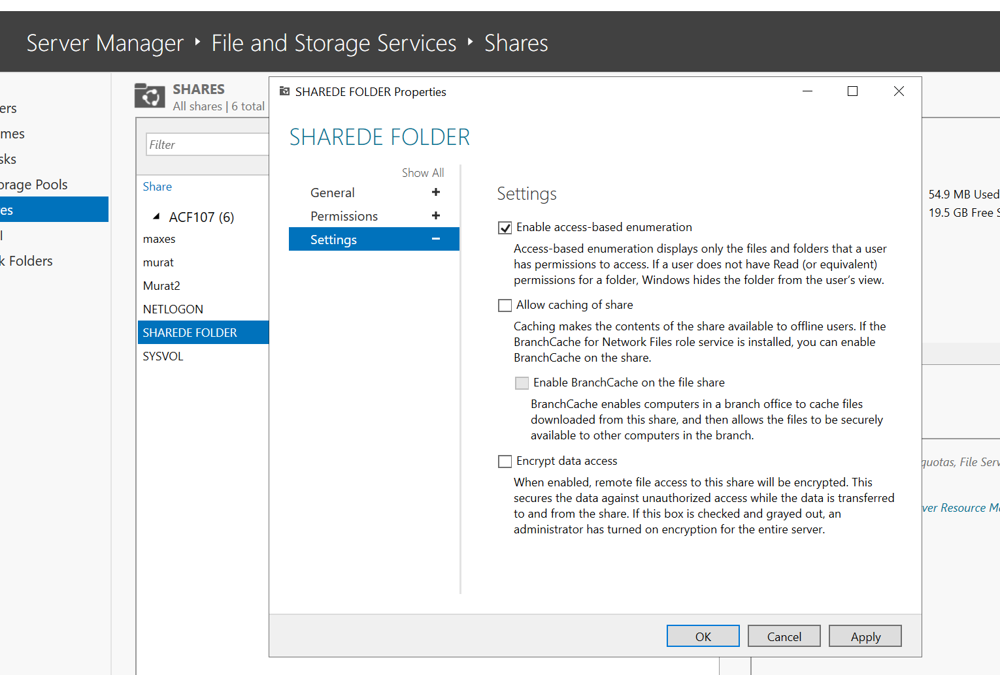 Server Manager ‣ File and Storage Services ‣ Shares
ers
mes
sks
orage Pools
es
l
k Folders
SHARES
All shares | 6 total
Filter
Share
ACF107 (6)
maxes
murat
Murat2
NETLOGON
SHAREDE FOLDER
SYSVOL
SHAREDE FOLDER Properties
SHAREDE FOLDER
Show All
General +
Permissions +
Settings –
Settings
Enable access-based enumeration
Access-based enumeration displays only the files and folders that a user
has permissions to access. If a user does not have Read (or equivalent)
permissions for a folder, Windows hides the folder from the user's view.
Allow caching of share
Caching makes the contents of the share available to offline users. If the
BranchCache for Network Files role service is installed, you can enable
BranchCache on the share.
Enable BranchCache on the file share
BranchCache enables computers in a branch office to cache files
downloaded from this share, and then allows the files to be securely
available to other computers in the branch.
Encrypt data access
When enabled, remote file access to this share will be encrypted. This
secures the data against unauthorized access while the data is transferred
to and from the share. If this box is checked and grayed out, an
administrator has turned on encryption for the entire server.
OK
Cancel
Apply
54.9 MB Used
19.5 GB Free S
quotas, File Serv
ver Resource Ma